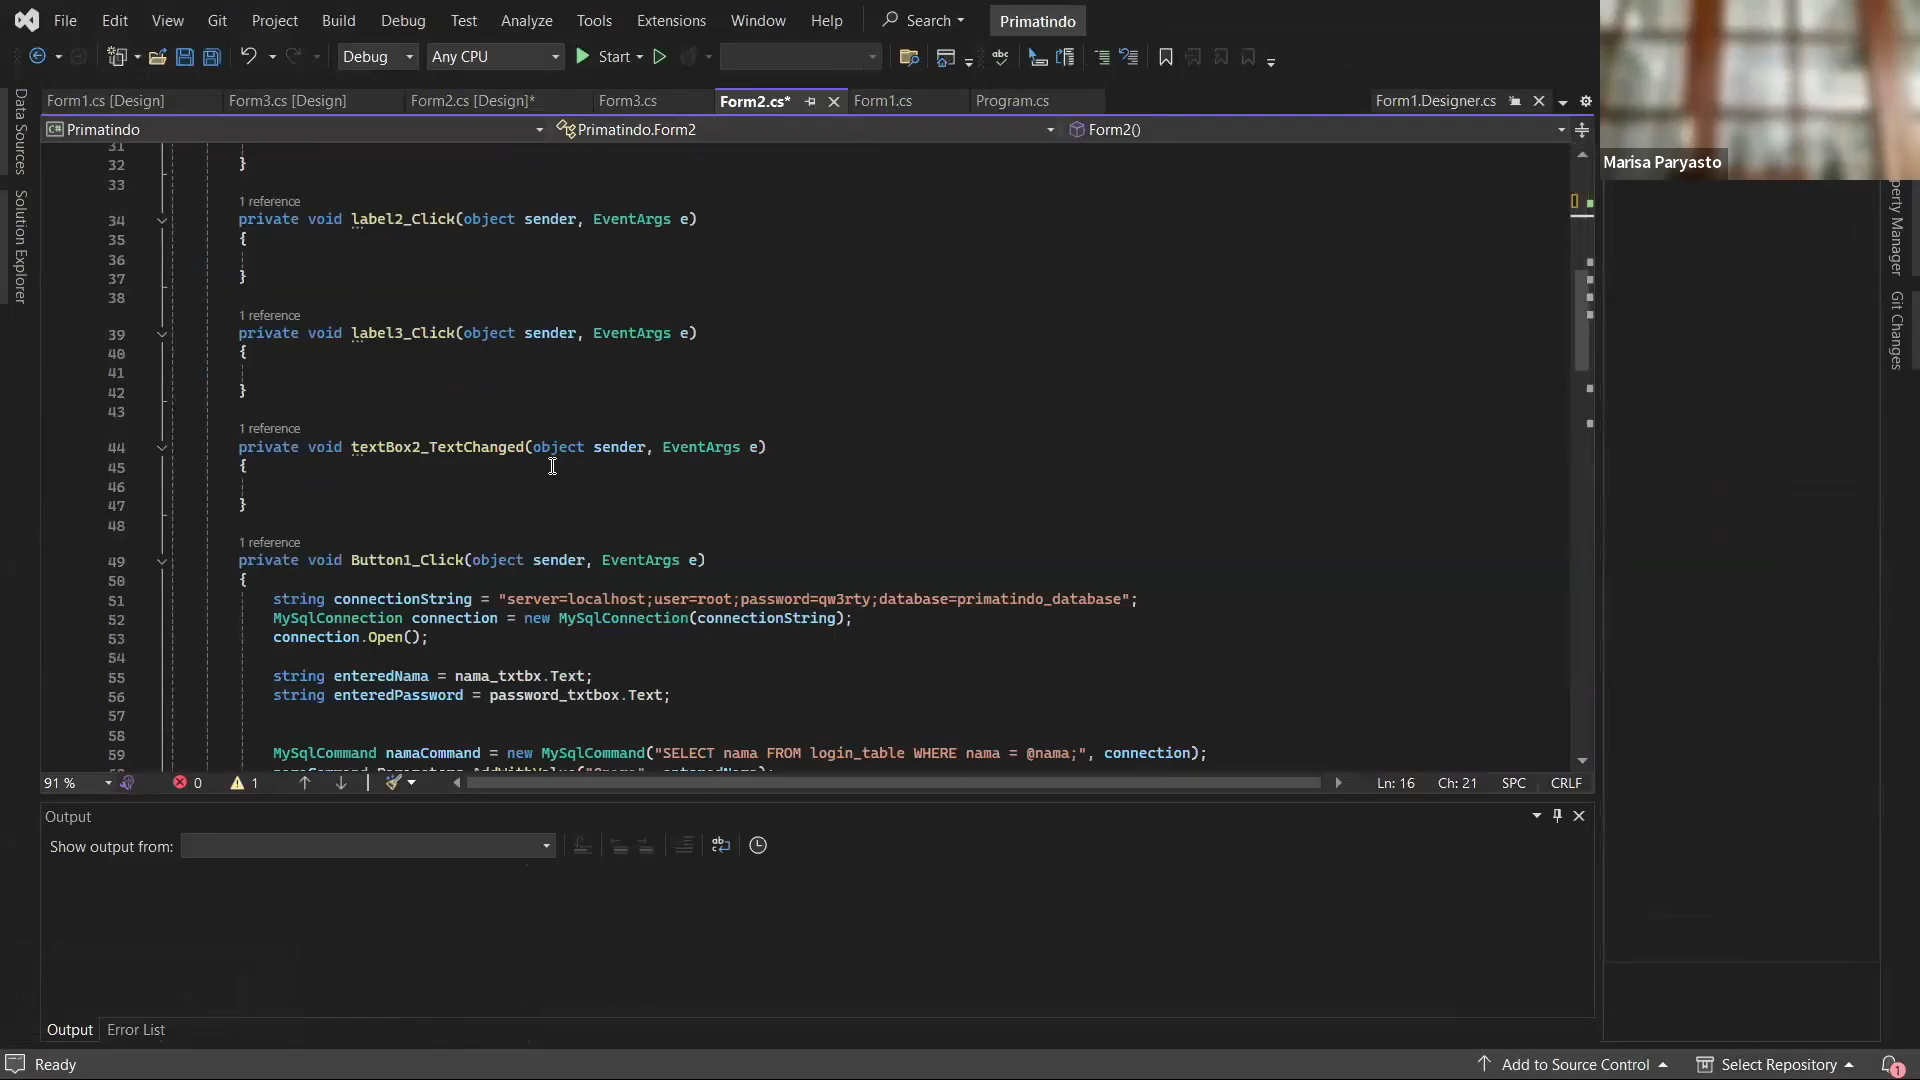 File Edit View Git Project Build Debug Test Analyze Tools Extensions Window Help Search Primatindo
Debug Any CPU Start
Form1.cs [Design] Form3.cs [Design] Form2.cs [Design]* Form3.cs Form2.cs* Form1.cs Program.cs Form1.Designer.cs
Primatindo Primatindo.Form2 Form2()
Marisa Paryasto
Data Sources
Solution Explorer
Git Changes
31
32 }
33
1 reference
34 private void label2_Click(object sender, EventArgs e)
35 {
36
37 }
38
1 reference
39 private void label3_Click(object sender, EventArgs e)
40 {
41
42 }
43
1 reference
44 private void textBox2_TextChanged(object sender, EventArgs e)
45 {
46
47 }
48
1 reference
49 private void Button1_Click(object sender, EventArgs e)
50 {
51 string connectionString = "server=localhost;user=root;password=qw3rty;database=primatindo_database";
52 MySqlConnection connection = new MySqlConnection(connectionString);
53 connection.Open();
54
55 string enteredNama = nama_txtbx.Text;
56 string enteredPassword = password_txtbox.Text;
57
58
59 MySqlCommand namaCommand = new MySqlCommand("SELECT nama FROM login_table WHERE nama = @nama;", connection);
91 % 0 1 Ln: 16 Ch: 21 SPC CRLF
Output
Show output from:
Output Error List
Ready Add to Source Control Select Repository 1